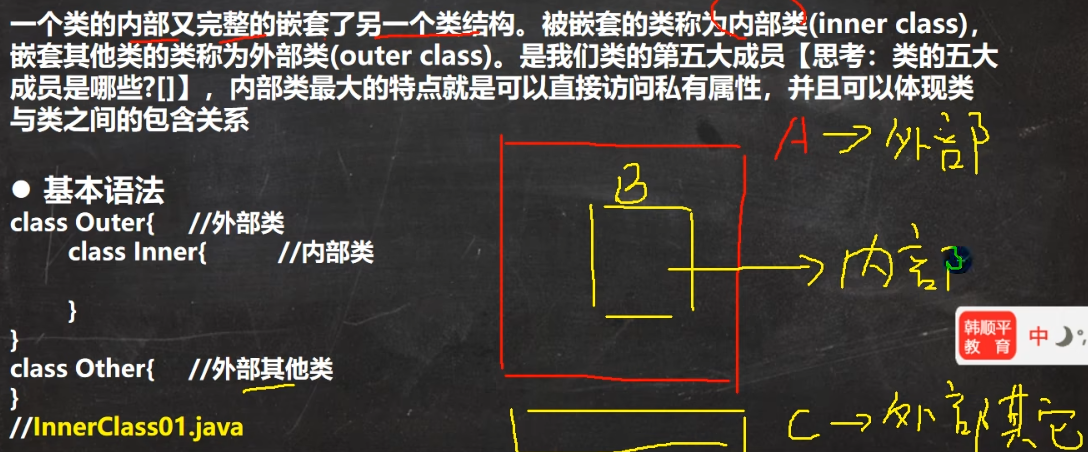 一个类的内部又完整的嵌套了另一个类结构。被嵌套的类称为内部类(inner class),
嵌套其他类的类称为外部类(outer class)。是我们类的第五大成员【思考：类的五大
成员是哪些?[]】，内部类最大的特点就是可以直接访问私有属性，并且可以体现类
与类之间的包含关系
A → 外部
● 基本语法
B
class Outer{ //外部类
class Inner{ //内部类
→ 内部
}
韩顺平
教 育
中
}
class Other{ //外部其他类
}
C → 外部其它
//InnerClass01.java